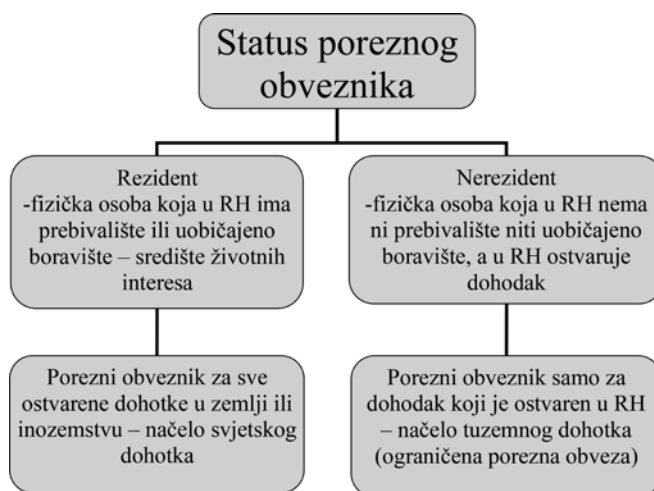 Status poreznog
obveznika
Rezident
-fizička osoba koja u RH ima
prebivalište ili uobičajeno
boravište – središte životnih
interesa
Nerezident
-fizička osoba koja u RH nema
ni prebivalište niti uobičajeno
boravište, a u RH ostvaruje
dohodak
Porezni obveznik za sve
ostvarene dohotke u zemlji ili
inozemstvu – načelo svjetskog
dohotka
Porezni obveznik samo za
dohodak koji je ostvaren u RH
– načelo tuzemnog dohotka
(ograničena porezna obveza)